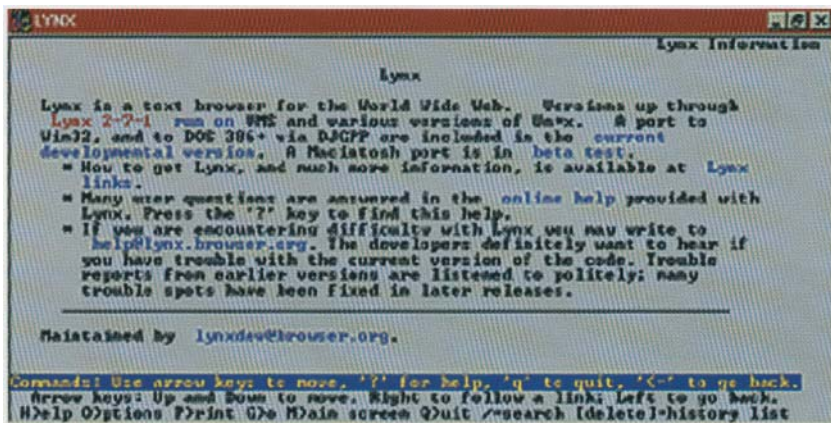 LYNX
Lynx Information
Lynx
Lynx is a text browser for the World Wide Web. Versions up through
Lynx 2-7-1 run on VMS and various versions of Un*x. A port to
Win32, and to DOS 386+ via DJGPP are included in the current
developmental version. A Macintosh port is in beta test.
* How to get Lynx, and much more information, is available at Lynx
links.
* Many user questions are answered in the online help provided with
Lynx. Press the '?' key to find this help.
* If you are encountering difficulty with Lynx you may write to
help@lynx.browser.org. The developers definitely want to hear if
you have trouble with the current version of the code. Trouble
reports from earlier versions are listened to politely; many
trouble spots have been fixed in later releases.
Maintained by lynxdev@browser.org.
Commands: Use arrow keys to move, '?' for help, 'q' to quit, '<-' to go back.
Arrow keys: Up and Down to move. Right to follow a link; Left to go back.
H)elp O)ptions P)rint G)o M)ain screen Q)uit /=search [delete]=history list